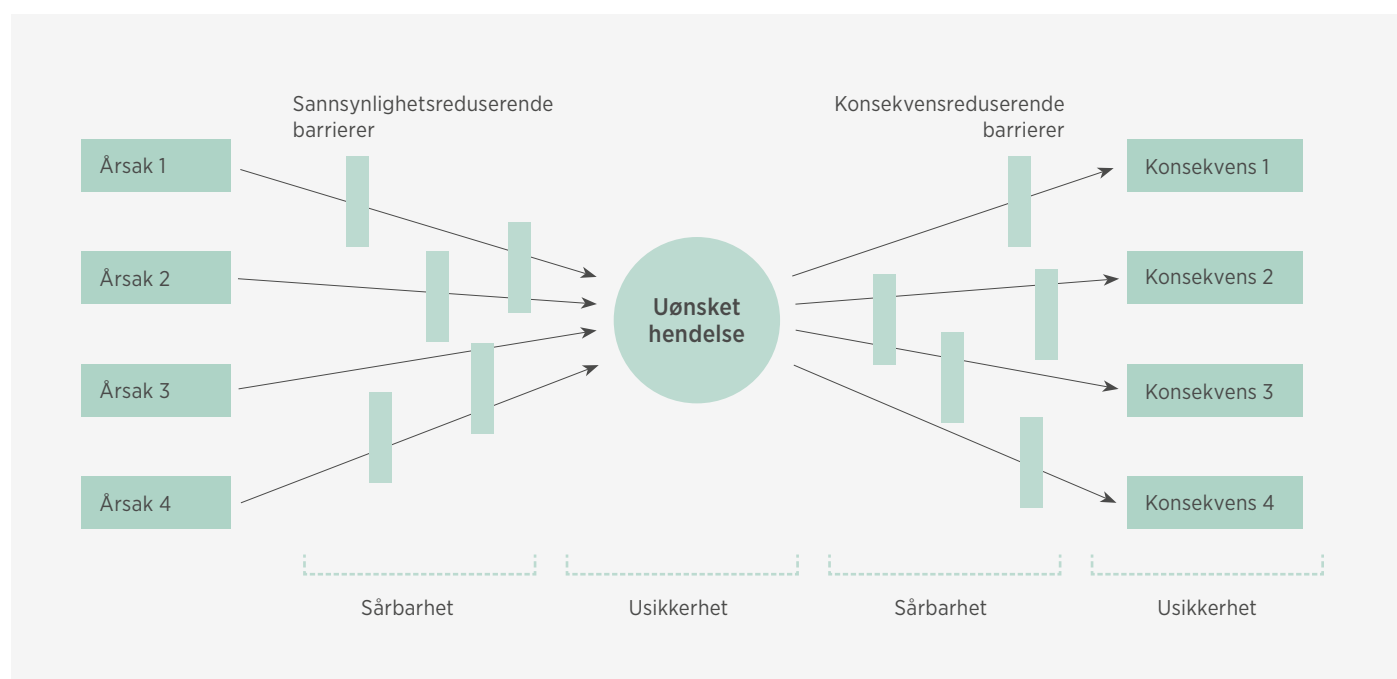 Sannsynlighetsreduserende
barrierer
Konsekvensreduserende
barrierer
Årsak 1
Årsak 2
Årsak 3
Årsak 4
Uønsket
hendelse
Konsekvens 1
Konsekvens 2
Konsekvens 3
Konsekvens 4
Sårbarhet
Usikkerhet
Sårbarhet
Usikkerhet